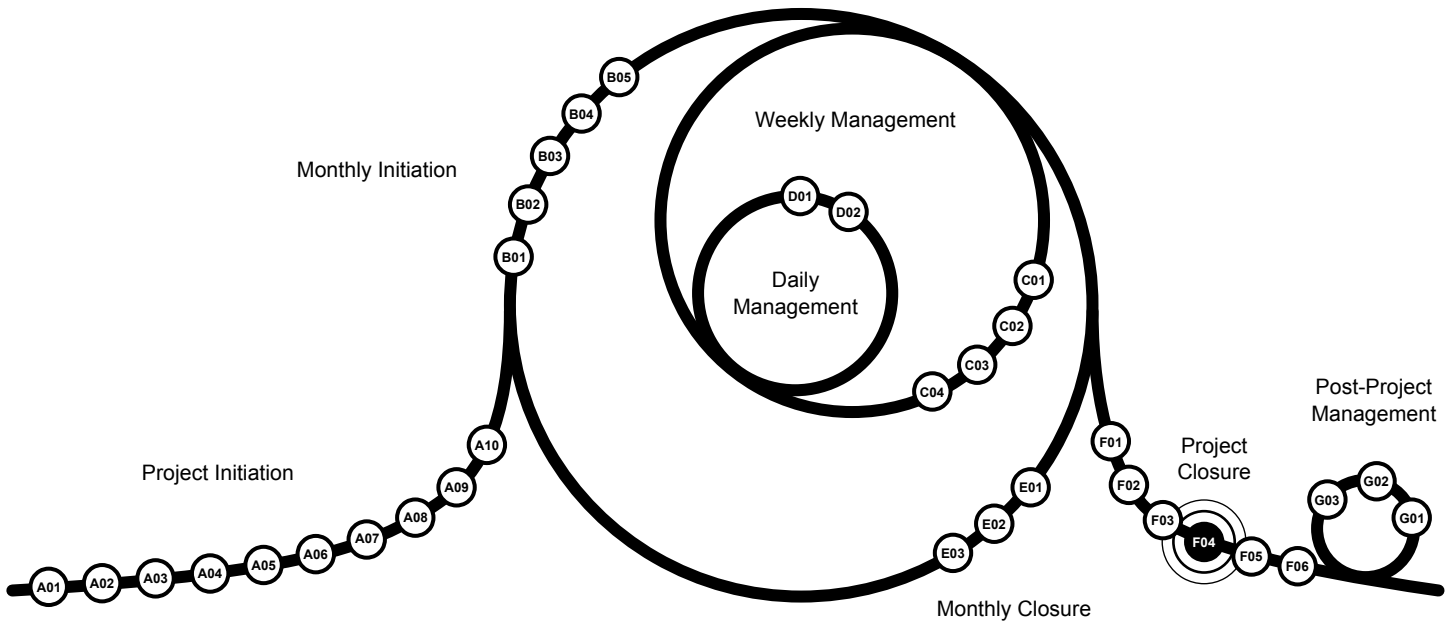 Project Initiation
A01
A02
A03
A04
A05
A06
A07
A08
A09
A10
Monthly Initiation
B01
B02
B03
B04
B05
Weekly Management
C01
C02
C03
C04
Daily
Management
D01
D02
Monthly Closure
E01
E02
E03
Project
Closure
F01
F02
F03
F04
F05
F06
Post-Project
Management
G01
G02
G03